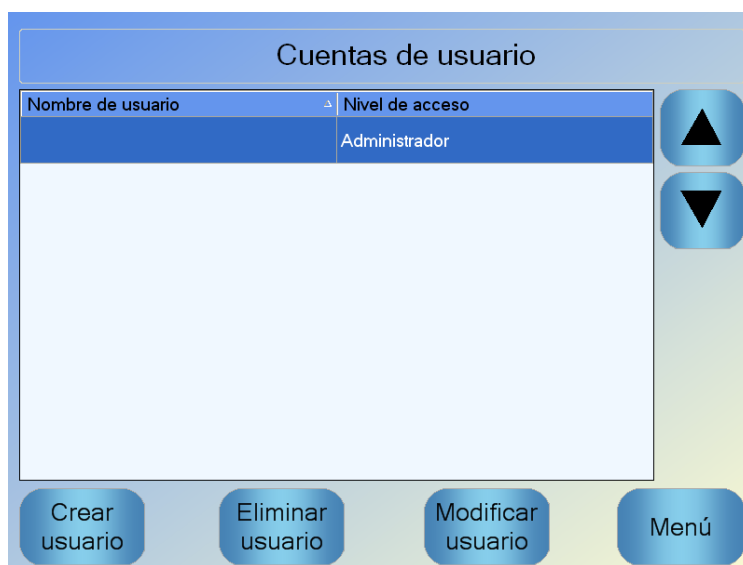 Cuentas de usuario
Nombre de usuario Nivel de acceso
Administrador
Crear usuario
Eliminar usuario
Modificar usuario
Menú